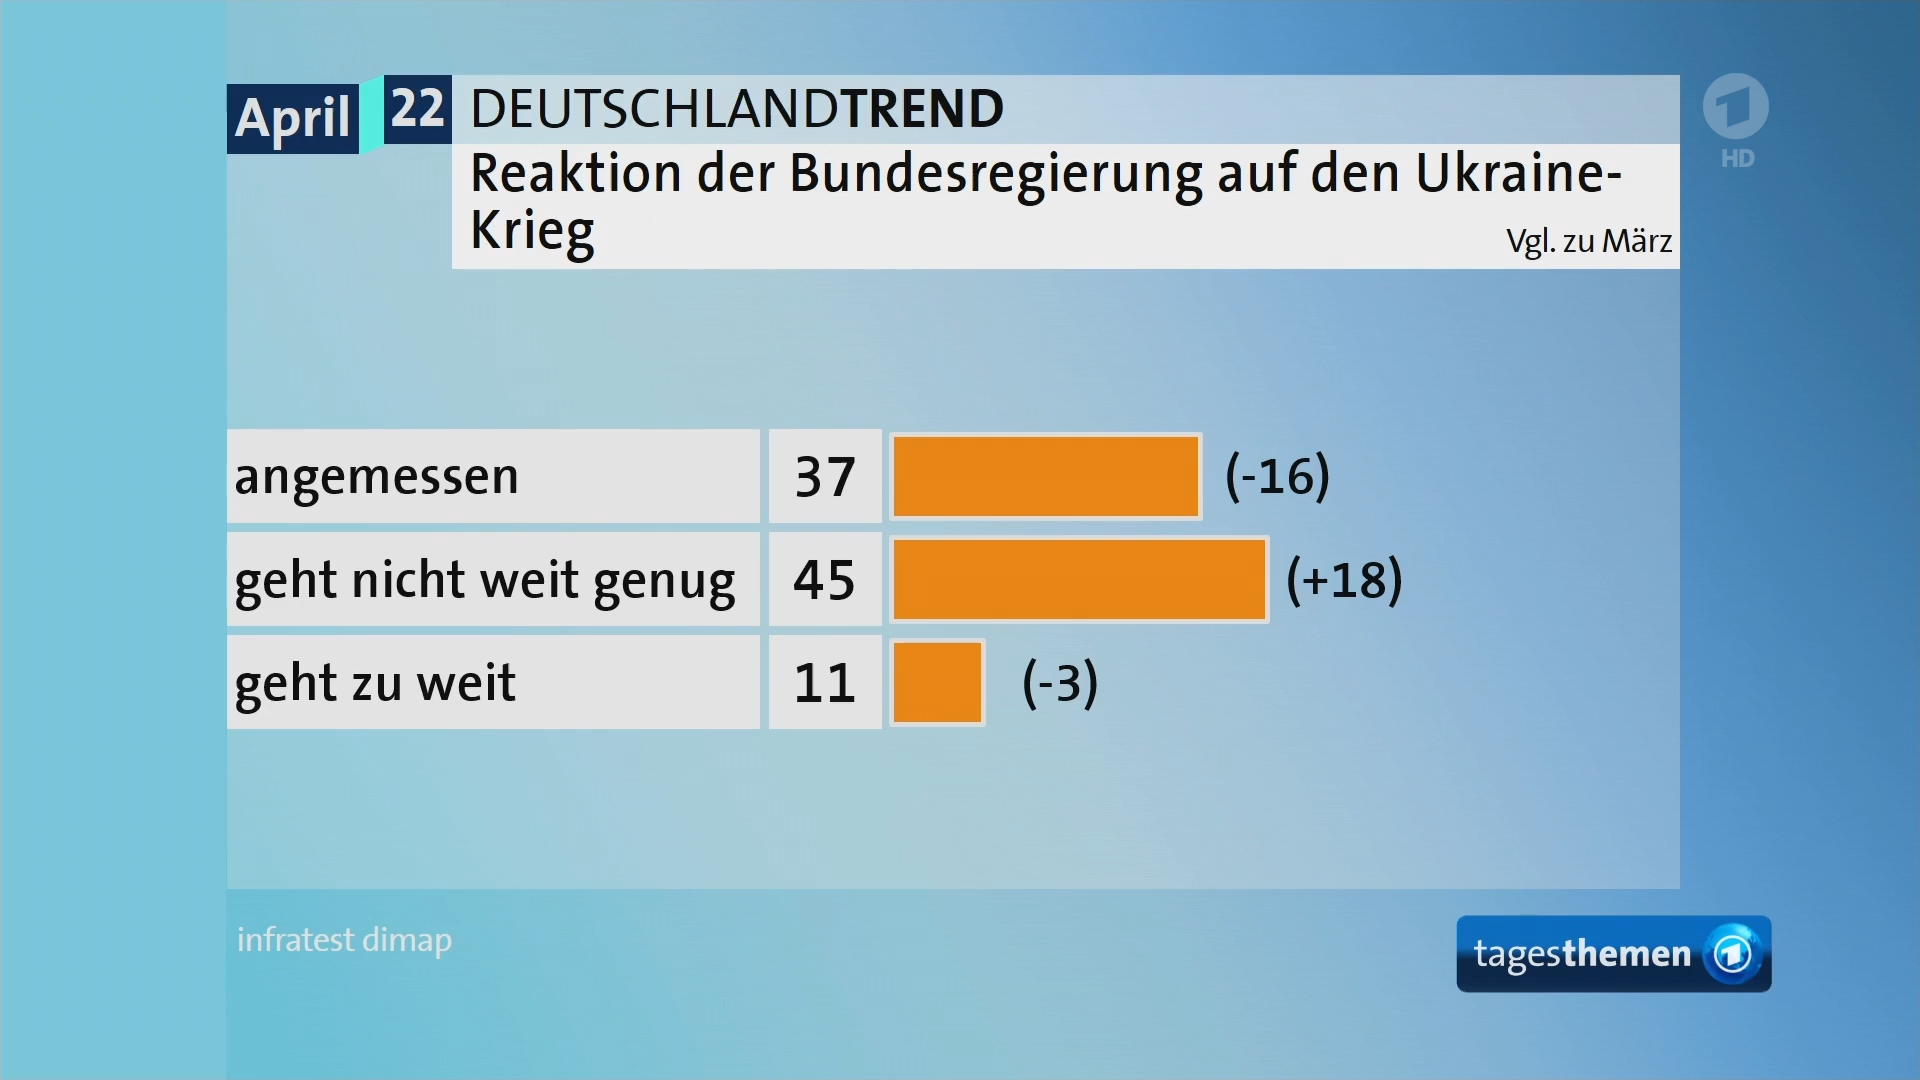 April 22 DEUTSCHLANDTREND
Reaktion der Bundesregierung auf den Ukraine-
Krieg
Vgl. zu März
HD
angemessen 37 (-16)
geht nicht weit genug 45 (+18)
geht zu weit 11 (-3)
infratest dimap
tagesthemen